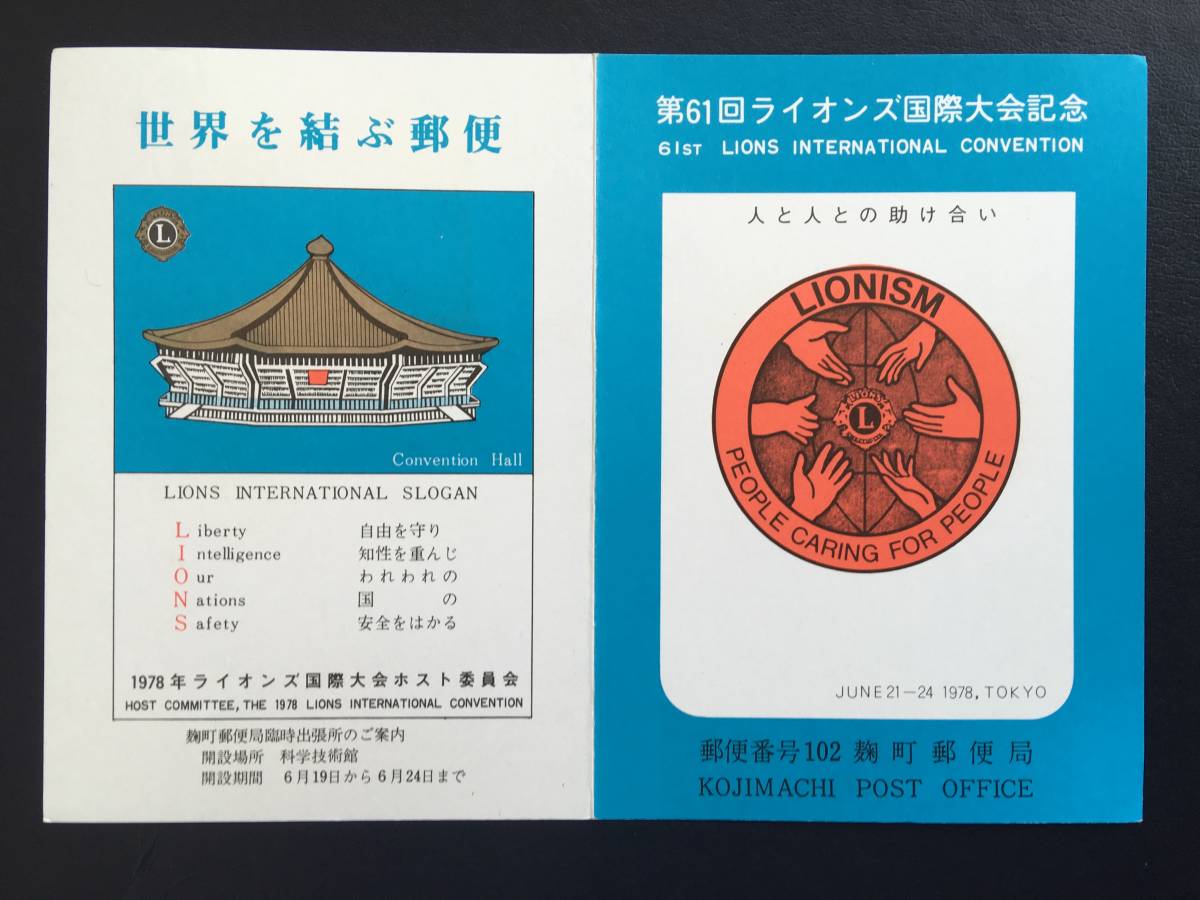 世界を結ぶ郵便
LIONS
L
Convention Hall
LIONS INTERNATIONAL SLOGAN
Liberty 自由を守り
Intelligence 知性を重んじ
Our われわれの
Nations 国の
Safety 安全をはかる
1978年ライオンズ国際大会ホスト委員会
HOST COMMITTEE, THE 1978 LIONS INTERNATIONAL CONVENTION
麹町郵便局臨時出張所のご案内
開設場所 科学技術館
開設期間 6月19日から6月24日まで
第61回ライオンズ国際大会記念
61ST LIONS INTERNATIONAL CONVENTION
人と人との助け合い
LIONISM
LIONS
L
PEOPLE CARING FOR PEOPLE
JUNE 21-24 1978, TOKYO
郵便番号102 麹町郵便局
KOJIMACHI POST OFFICE